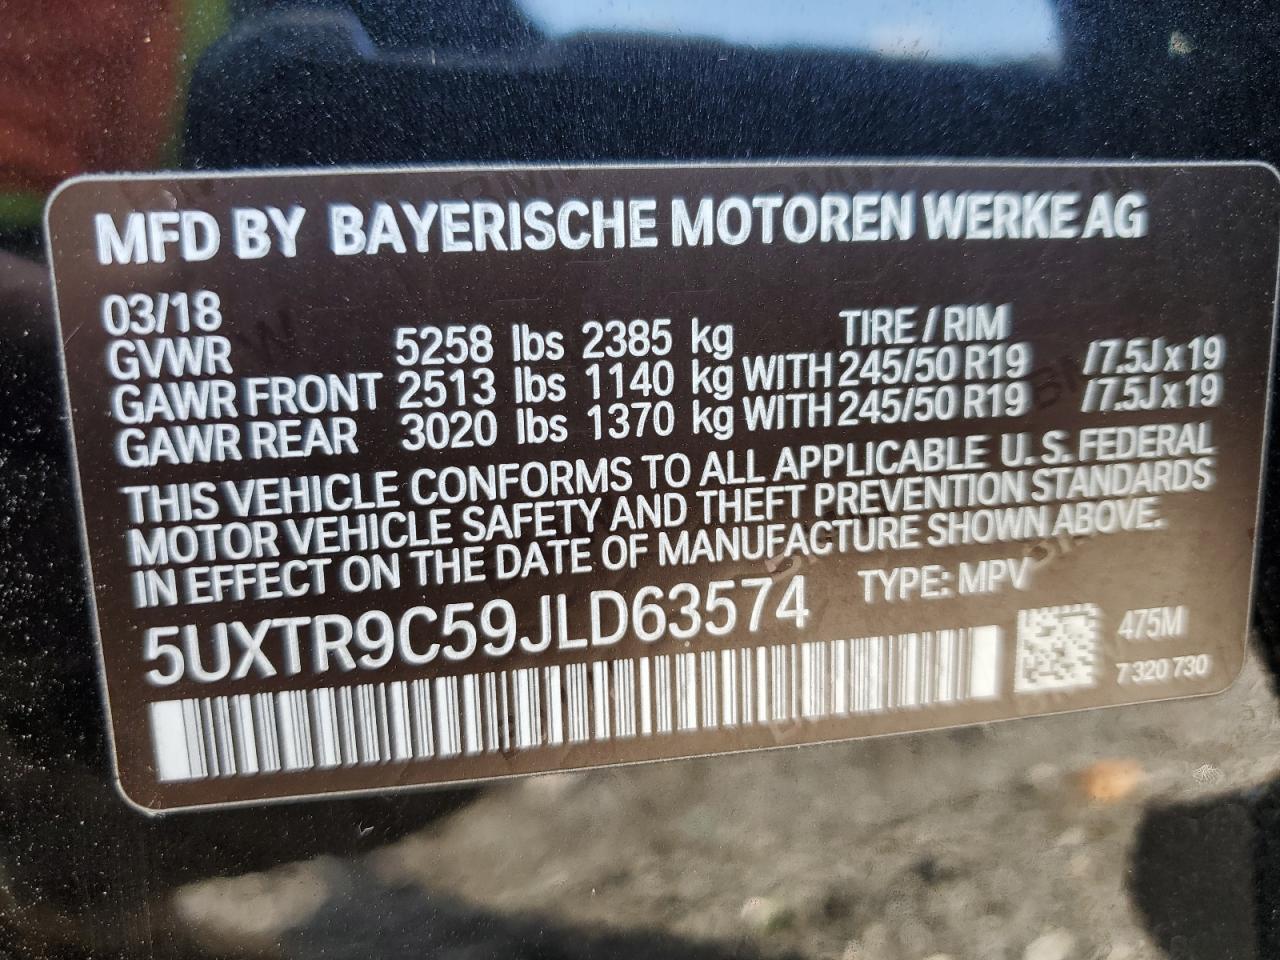 MFD BY BAYERISCHE MOTOREN WERKE AG
03/18 TIRE / RIM
GVWR 5258 lbs 2385 kg
GAWR FRONT 2513 lbs 1140 kg WITH 245/50 R19 /7.5J x 19
GAWR REAR 3020 lbs 1370 kg WITH 245/50 R19 /7.5J x 19
THIS VEHICLE CONFORMS TO ALL APPLICABLE U.S. FEDERAL
MOTOR VEHICLE SAFETY AND THEFT PREVENTION STANDARDS
IN EFFECT ON THE DATE OF MANUFACTURE SHOWN ABOVE.
5UXTR9C59JLD63574 TYPE: MPV
475M
7 320 730